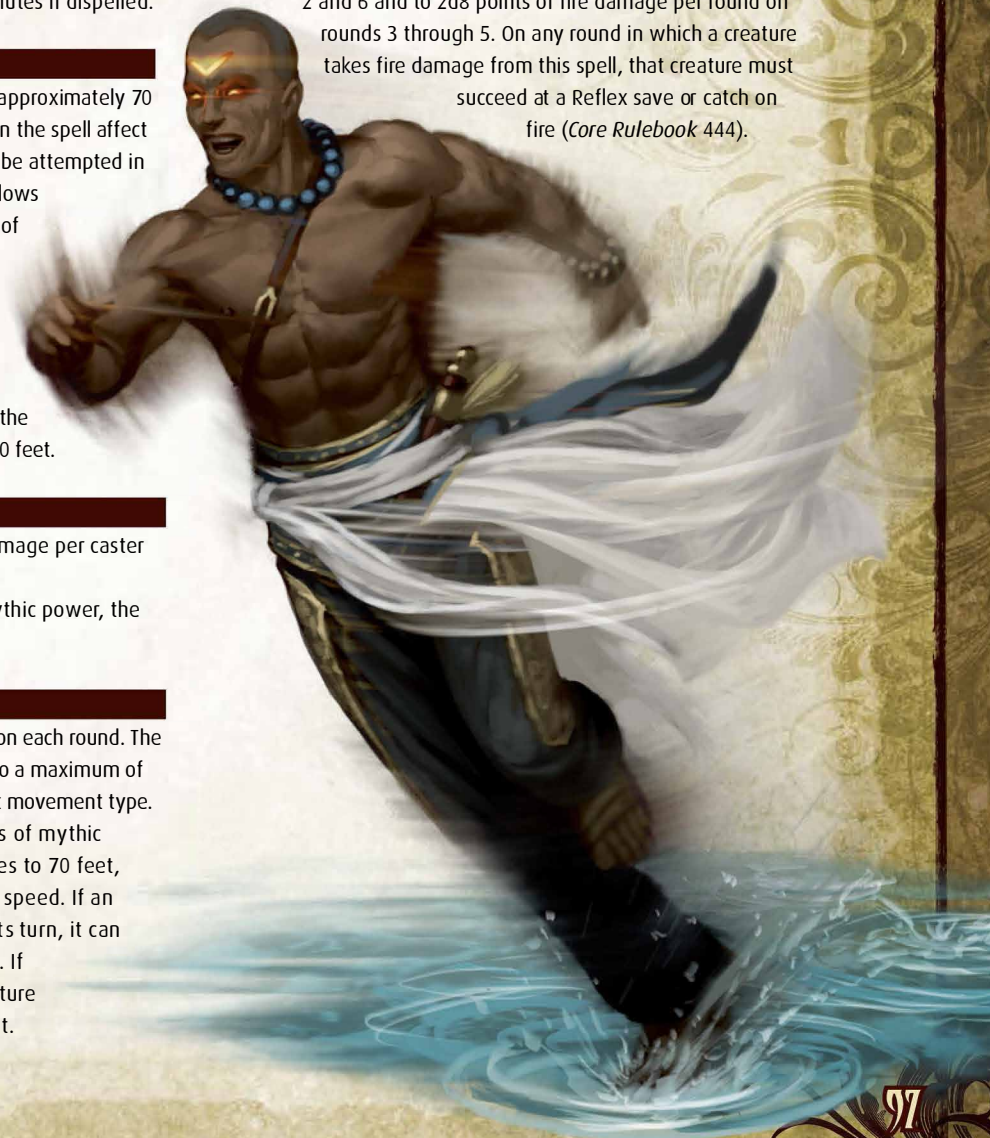 utes if dispelled.
approximately 70
n the spell affect
be attempted in
lows
of
the
0 feet.
mage per caster
ythic power, the
on each round. The
o a maximum of
t movement type.
s of mythic
es to 70 feet,
speed. If an
ts turn, it can
. If
ture
t.
2 and 6 and to 2d8 points of fire damage per round on
rounds 3 through 5. On any round in which a creature
takes fire damage from this spell, that creature must
succeed at a Reflex save or catch on
fire (Core Rulebook 444).
97